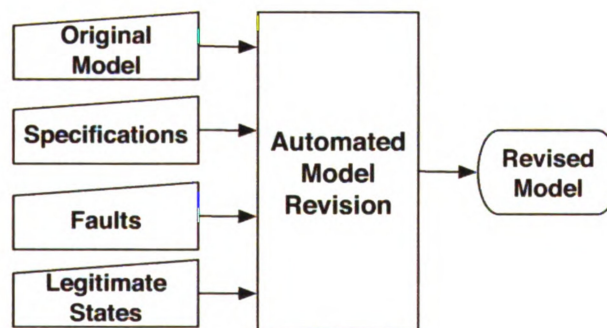 Original
Model
Specifications
Faults
Legitimate
States
Automated
Model
Revision
Revised
Model